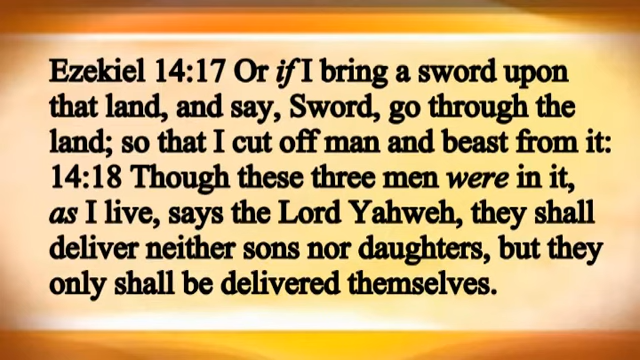 Ezekiel 14:17 Or if I bring a sword upon
that land, and say, Sword, go through the
land; so that I cut off man and beast from it:
14:18 Though these three men were in it,
as I live, says the Lord Yahweh, they shall
deliver neither sons nor daughters, but they
only shall be delivered themselves.